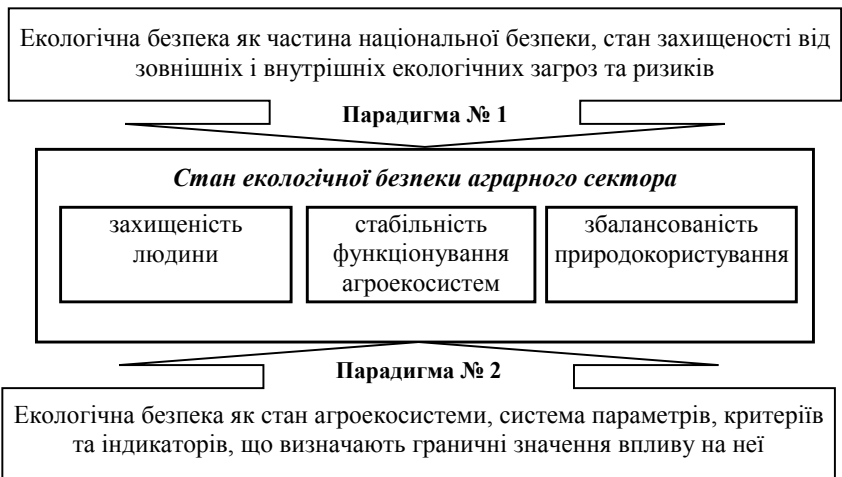 Екологічна безпека як частина національної безпеки, стан захищеності від
зовнішніх і внутрішніх екологічних загроз та ризиків
Парадигма № 1
Стан екологічної безпеки аграрного сектора
захищеність
людини
стабільність
функціонування
агроекосистем
збалансованість
природокористування
Парадигма № 2
Екологічна безпека як стан агроекосистеми, система параметрів, критеріїв
та індикаторів, що визначають граничні значення впливу на неї